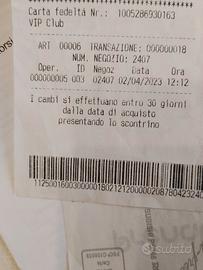 Carta fedeltà Nr.: 1005286930163
VIP Club
ART 00006 TRANSAZIONE: 000000018
NUM. NEGOZIO: 2407
Oper. ID Negoz Data Ora
000000005 003 02407 02/04/2023 12:12
I cambi si effettuano entro 30 giorni
dalla data di acquisto
presentando lo scontrino
subito